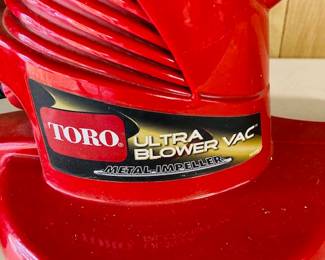 TORO®
ULTRA
BLOWER VAC
METAL IMPELLER